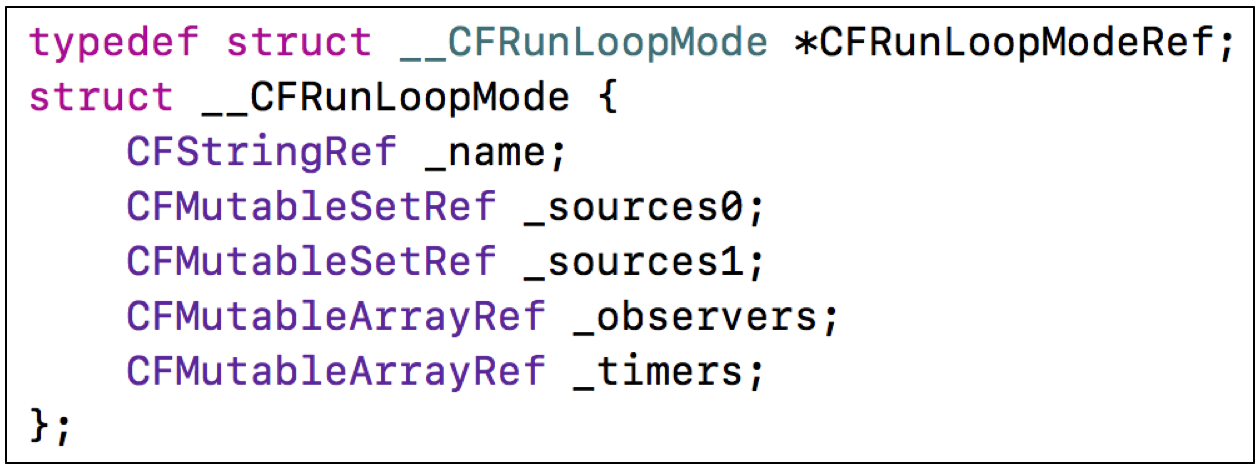 typedef struct __CFRunLoopMode *CFRunLoopModeRef;
struct __CFRunLoopMode {
    CFStringRef _name;
    CFMutableSetRef _sources0;
    CFMutableSetRef _sources1;
    CFMutableArrayRef _observers;
    CFMutableArrayRef _timers;
};